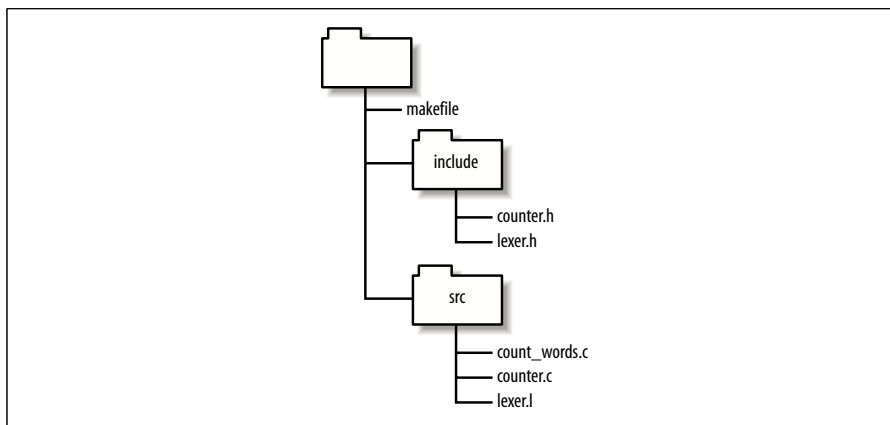 makefile
include
counter.h
lexer.h
src
count_words.c
counter.c
lexer.l